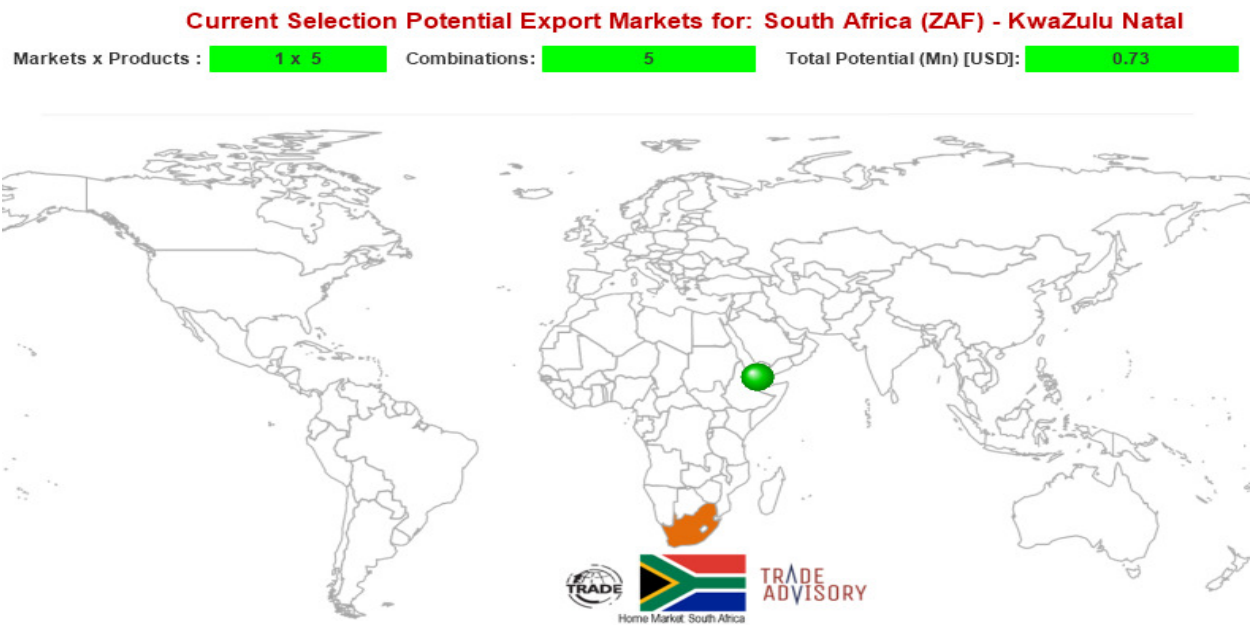 Current Selection Potential Export Markets for: South Africa (ZAF) - KwaZulu Natal
Markets x Products : 1 x 5 Combinations: 5 Total Potential (Mn) [USD]: 0.73
TRADE
TRADE
ADVISORY
Home Market South Africa